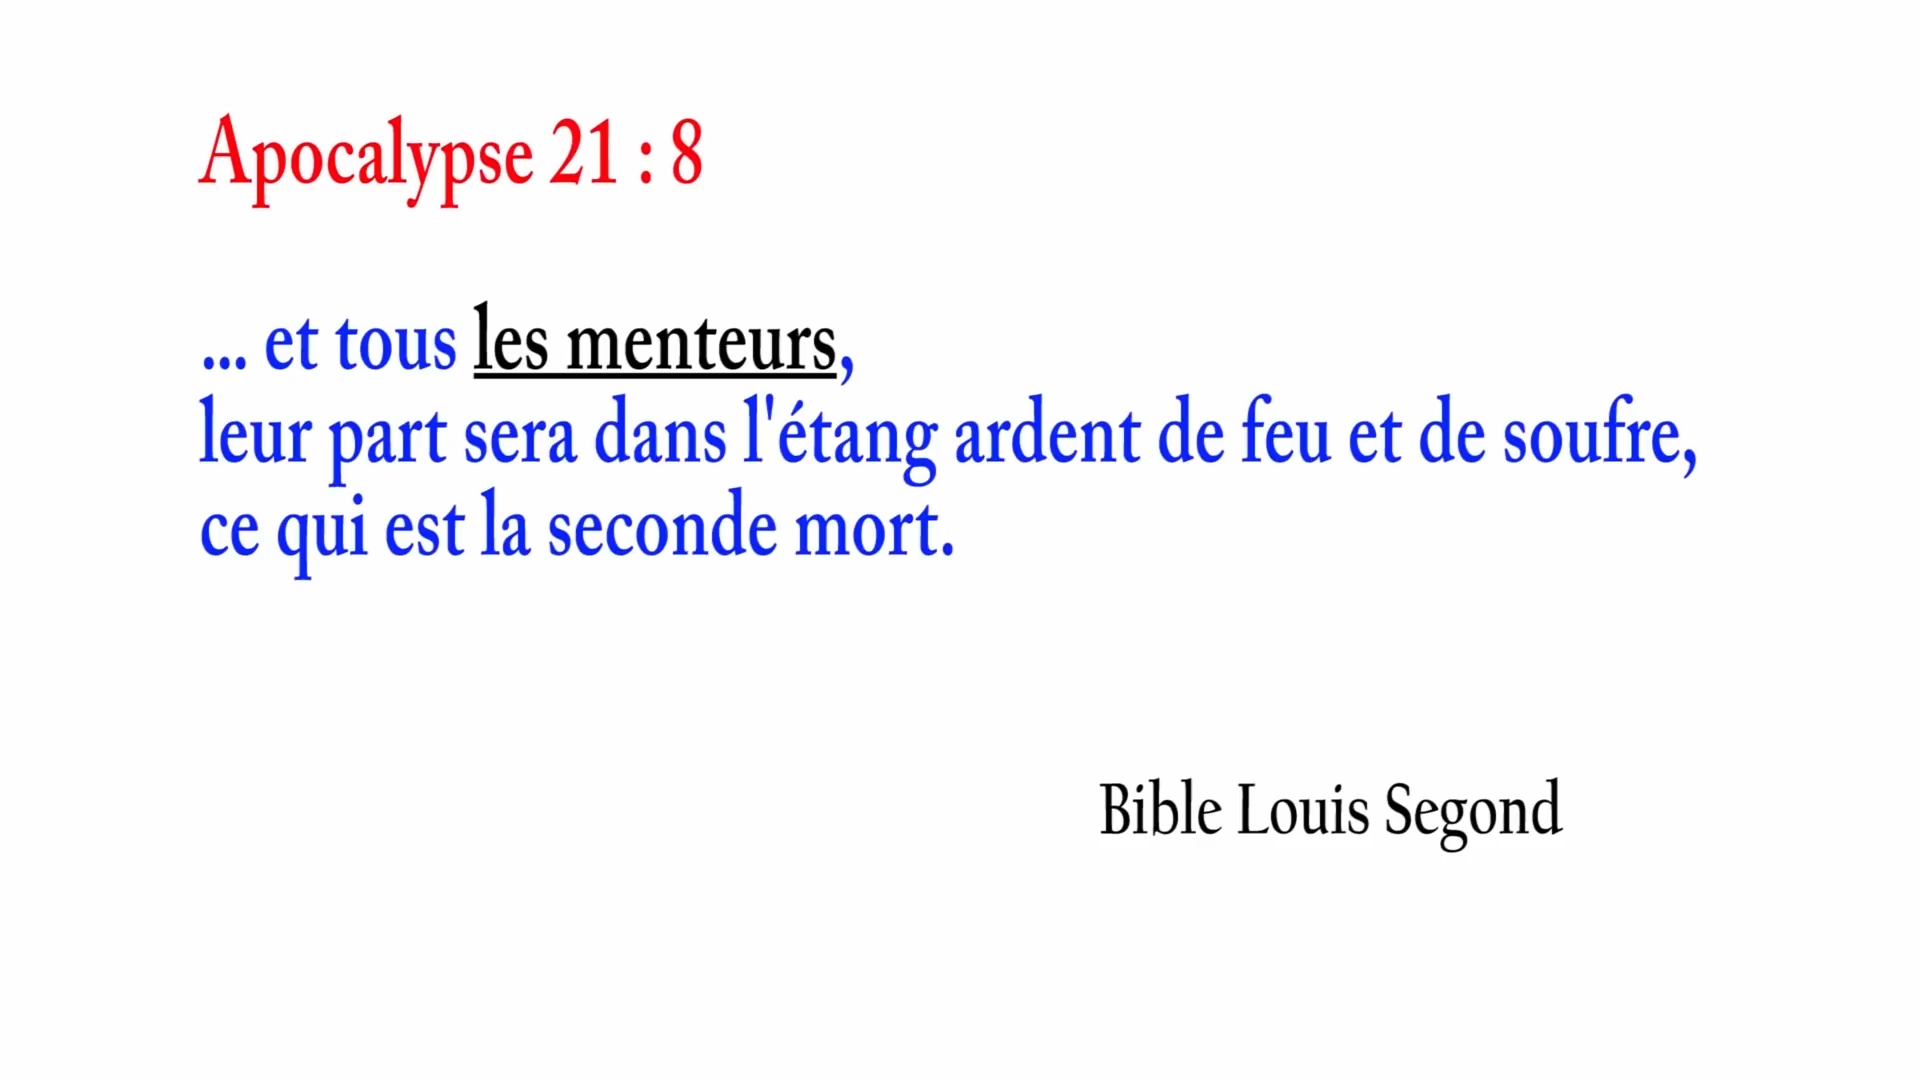 Apocalypse 21 : 8
... et tous les menteurs,
leur part sera dans l'étang ardent de feu et de soufre,
ce qui est la seconde mort.
Bible Louis Segond